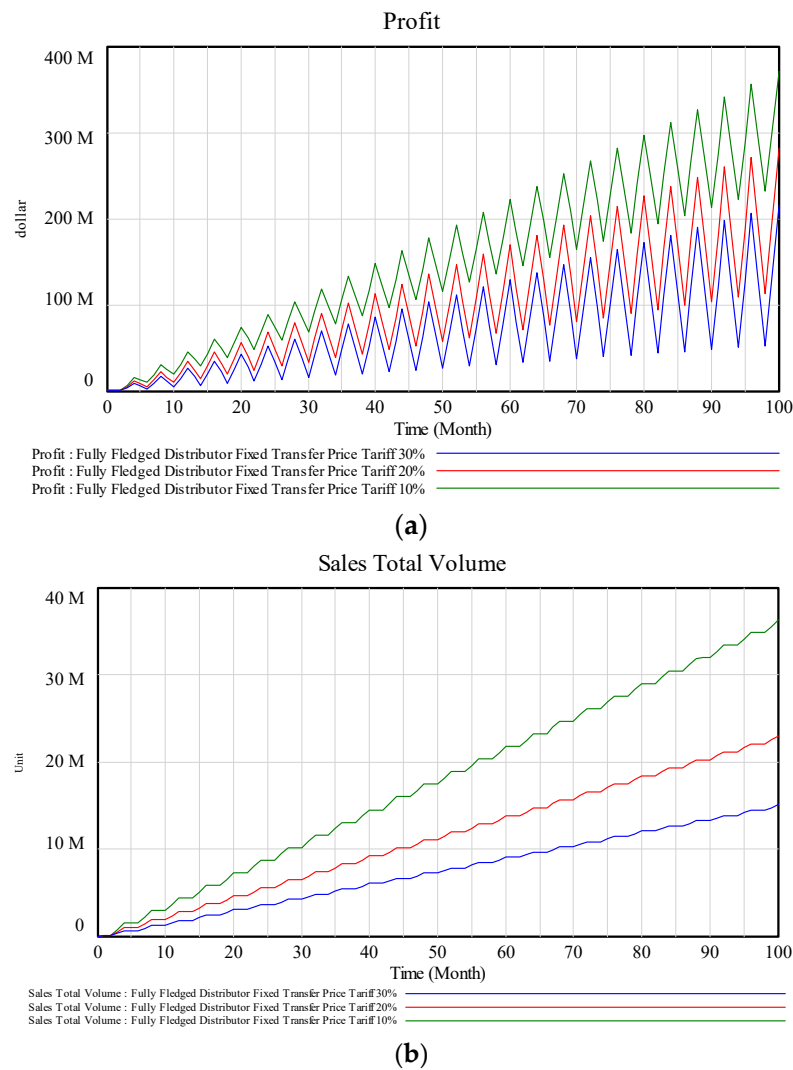 Profit
400 M
300 M
200 M
100 M
0
dollar
0 10 20 30 40 50 60 70 80 90 100
Time (Month)
Profit : Fully Fledged Distributor Fixed Transfer Price Tariff 30%
Profit : Fully Fledged Distributor Fixed Transfer Price Tariff 20%
Profit : Fully Fledged Distributor Fixed Transfer Price Tariff 10%
(a)
Sales Total Volume
40 M
30 M
20 M
10 M
0
Unit
0 10 20 30 40 50 60 70 80 90 100
Time (Month)
Sales Total Volume : Fully Fledged Distributor Fixed Transfer Price Tariff 30%
Sales Total Volume : Fully Fledged Distributor Fixed Transfer Price Tariff 20%
Sales Total Volume : Fully Fledged Distributor Fixed Transfer Price Tariff 10%
(b)